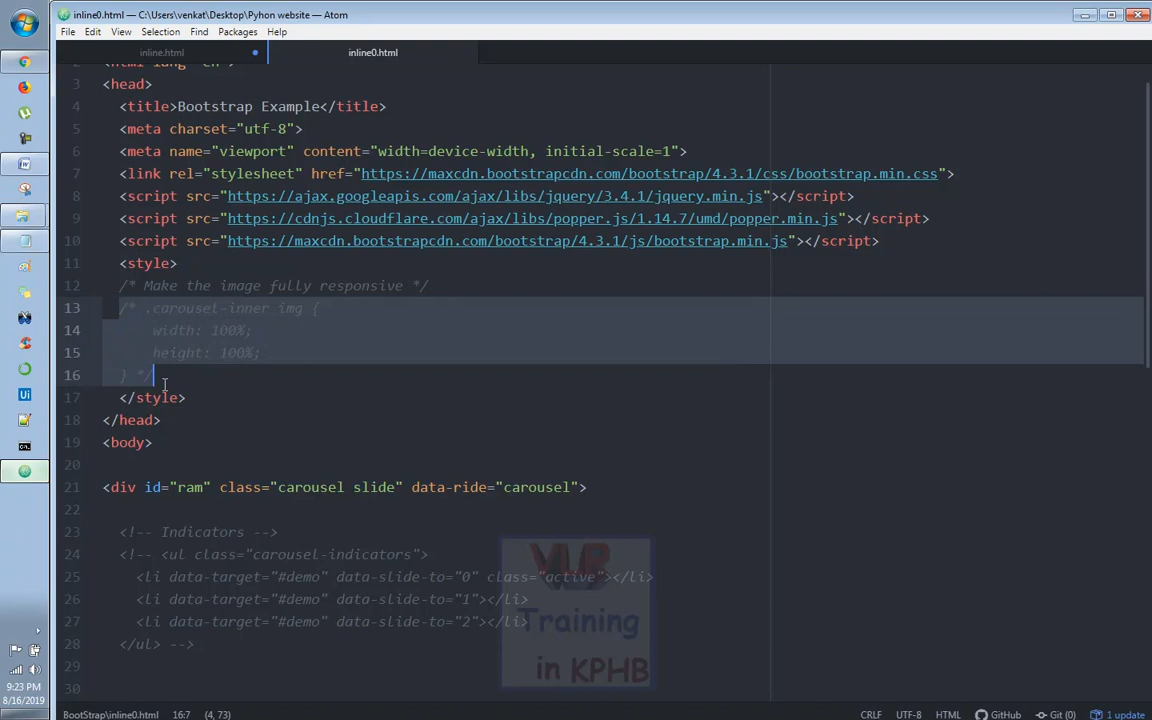 inline0.html — C:\Users\venkat\Desktop\Pyhon website — Atom
File Edit View Selection Find Packages Help
inline.html inline0.html
3 <head>
4 <title>Bootstrap Example</title>
5 <meta charset="utf-8">
6 <meta name="viewport" content="width=device-width, initial-scale=1">
7 <link rel="stylesheet" href="https://maxcdn.bootstrapcdn.com/bootstrap/4.3.1/css/bootstrap.min.css">
8 <script src="https://ajax.googleapis.com/ajax/libs/jquery/3.4.1/jquery.min.js"></script>
9 <script src="https://cdnjs.cloudflare.com/ajax/libs/popper.js/1.14.7/umd/popper.min.js"></script>
10 <script src="https://maxcdn.bootstrapcdn.com/bootstrap/4.3.1/js/bootstrap.min.js"></script>
11 <style>
12 /* Make the image fully responsive */
13 /* .carousel-inner img {
14 width: 100%;
15 height: 100%;
16 } */
17 </style>
18 </head>
19 <body>
20
21 <div id="ram" class="carousel slide" data-ride="carousel">
22
23 <!-- Indicators -->
24 <!-- <ul class="carousel-indicators">
25 <li data-target="#demo" data-slide-to="0" class="active"></li>
26 <li data-target="#demo" data-slide-to="1"></li>
27 <li data-target="#demo" data-slide-to="2"></li>
28 </ul> -->
29
30
VLR
Training
in KPHB
Ui
9:23 PM
8/16/2019
BootStrap\inline0.html 16:7 (4, 73) CRLF UTF-8 HTML GitHub Git (0) 1 update